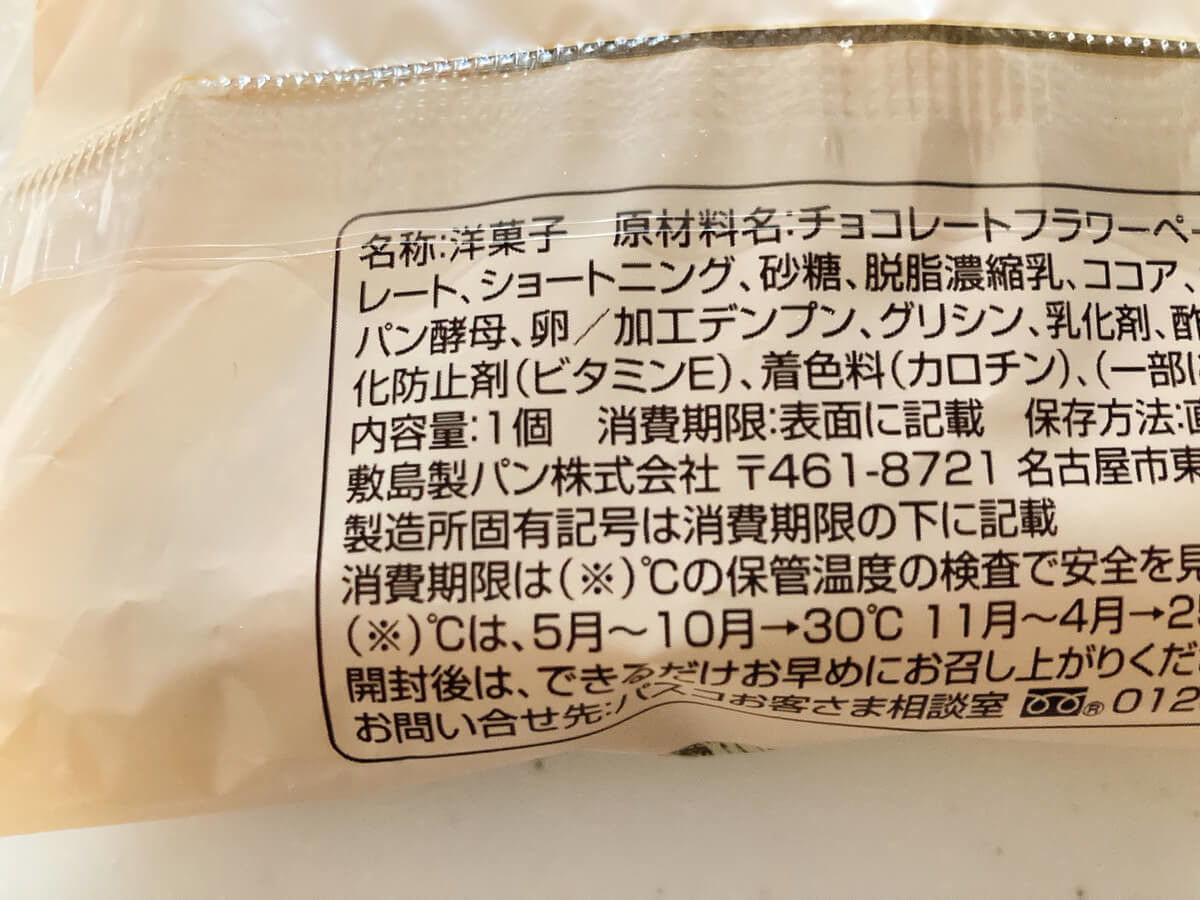 名称:洋菓子　原材料名:チョコレートフラワーペー
レート、ショートニング、砂糖、脱脂濃縮乳、ココア、
パン酵母、卵／加工デンプン、グリシン、乳化剤、酢
化防止剤(ビタミンE)、着色料(カロチン)、(一部に
内容量:1個　消費期限:表面に記載　保存方法:直
敷島製パン株式会社 〒461-8721 名古屋市東
製造所固有記号は消費期限の下に記載
消費期限は(※)℃の保管温度の検査で安全を見
(※)℃は、5月～10月→30℃ 11月～4月→25
開封後は、できるだけお早めにお召し上がりくださ
お問い合せ先:パスコお客さま相談室 ®012